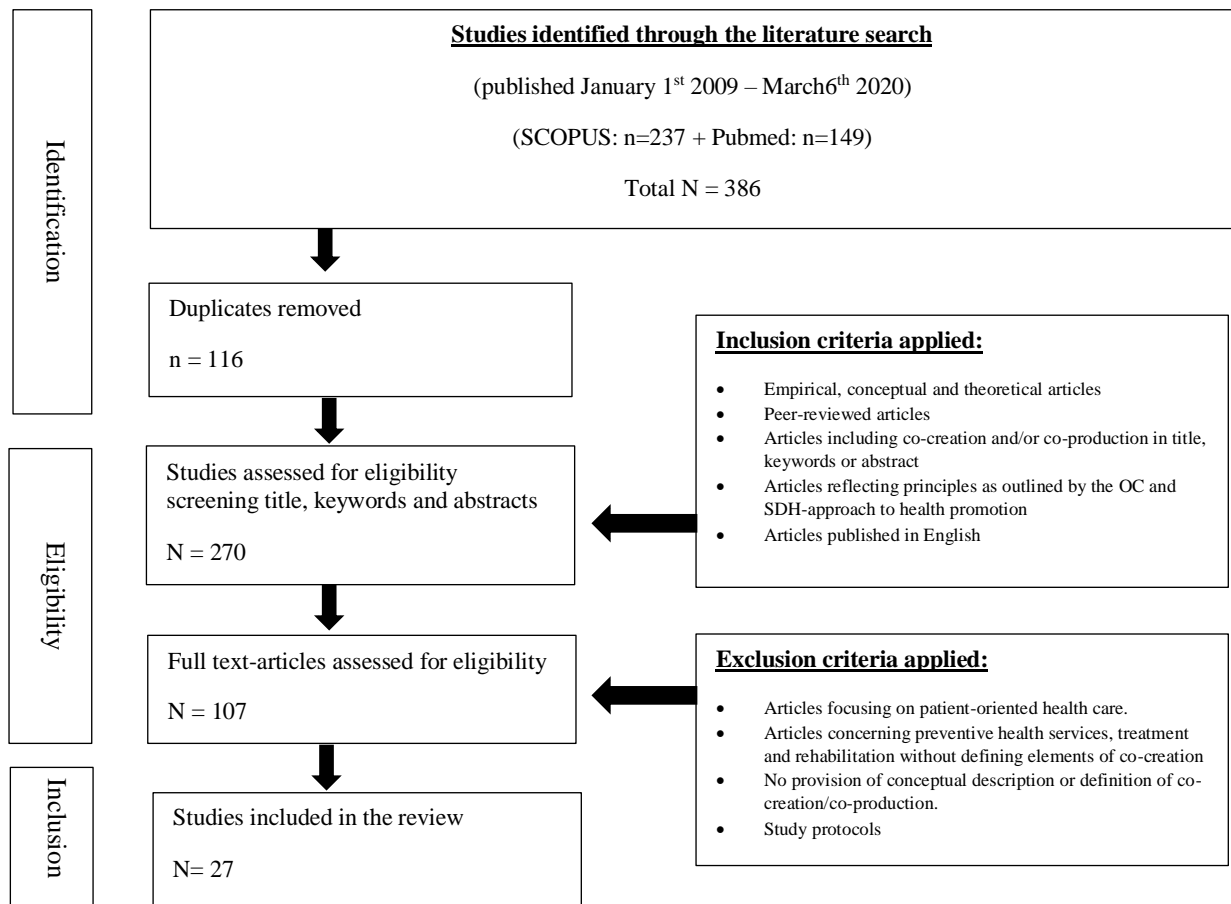 Identification
Studies identified through the literature search
(published January 1st 2009 – March6th 2020)
(SCOPUS: n=237 + Pubmed: n=149)
Total N = 386
Duplicates removed
n = 116
Eligibility
Studies assessed for eligibility
screening title, keywords and abstracts
N = 270
Inclusion criteria applied:
• Empirical, conceptual and theoretical articles
• Peer-reviewed articles
• Articles including co-creation and/or co-production in title,
keywords or abstract
• Articles reflecting principles as outlined by the OC and
SDH-approach to health promotion
• Articles published in English
Full text-articles assessed for eligibility
N = 107
Exclusion criteria applied:
• Articles focusing on patient-oriented health care.
• Articles concerning preventive health services, treatment
and rehabilitation without defining elements of co-creation
• No provision of conceptual description or definition of co-
creation/co-production.
• Study protocols
Inclusion
Studies included in the review
N= 27